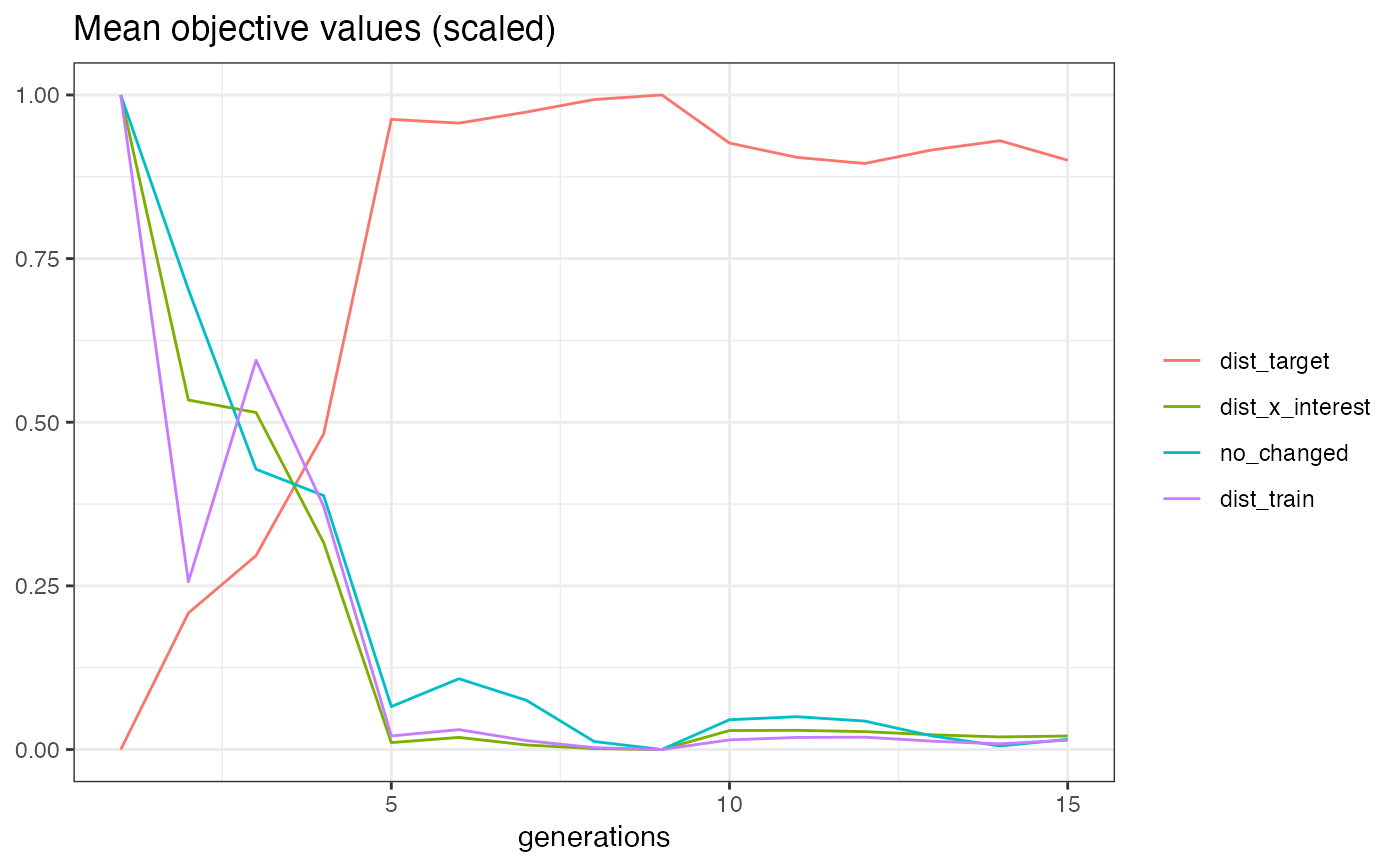 Mean objective values (scaled)
1.00
0.75
0.50
0.25
0.00
5 10 15
generations
dist_target
dist_x_interest
no_changed
dist_train